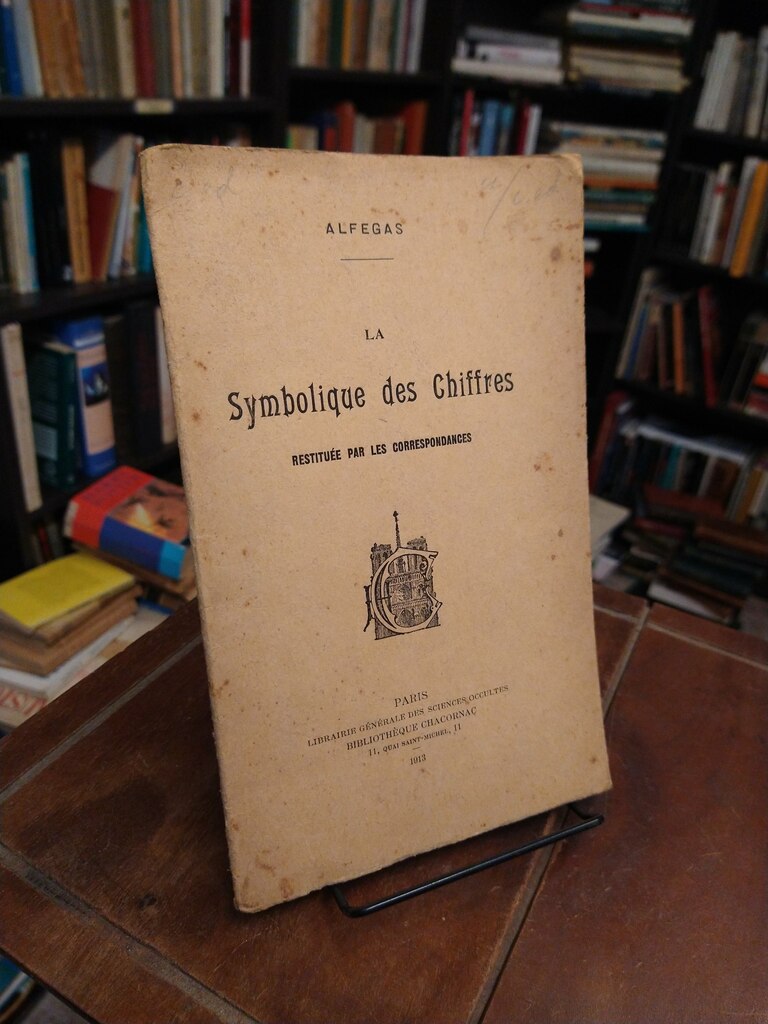 ALFEGAS
LA
Symbolique des Chiffres
RESTITUÉE PAR LES CORRESPONDANCES
PARIS
LIBRAIRIE GÉNÉRALE DES SCIENCES OCCULTES
BIBLIOTHÈQUE CHACORNAC
11, QUAI SAINT-MICHEL, 11
1913